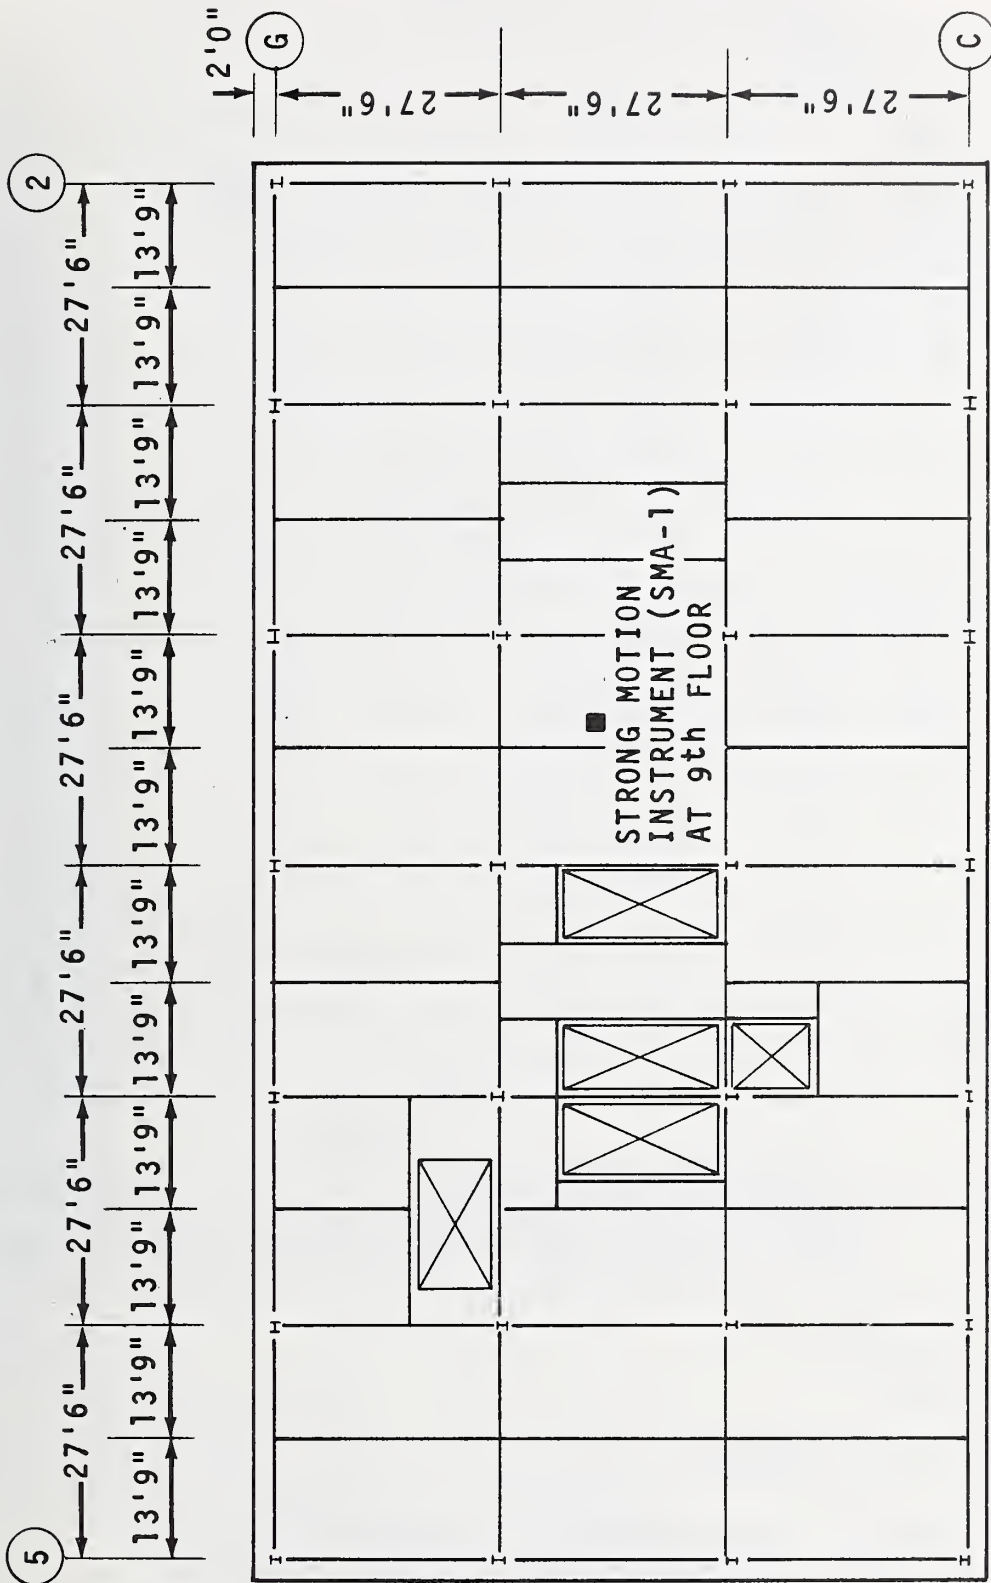 5 2
27'6" 27'6" 27'6" 27'6" 27'6" 27'6"
13'9" 13'9" 13'9" 13'9" 13'9" 13'9" 13'9" 13'9" 13'9" 13'9" 13'9" 13'9"
2'0"
G
27'6"
27'6"
STRONG MOTION
INSTRUMENT (SMA-1)
AT 9th FLOOR
27'6"
C